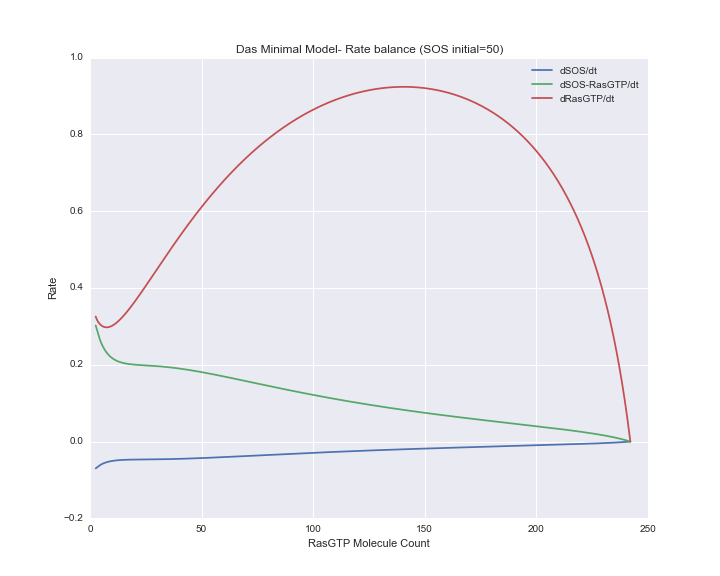 Das Minimal Model- Rate balance (SOS initial=50)
1.0
0.8
0.6
0.4
0.2
0.0
−0.2
Rate
dSOS/dt
dSOS-RasGTP/dt
dRasGTP/dt
0 50 100 150 200 250
RasGTP Molecule Count